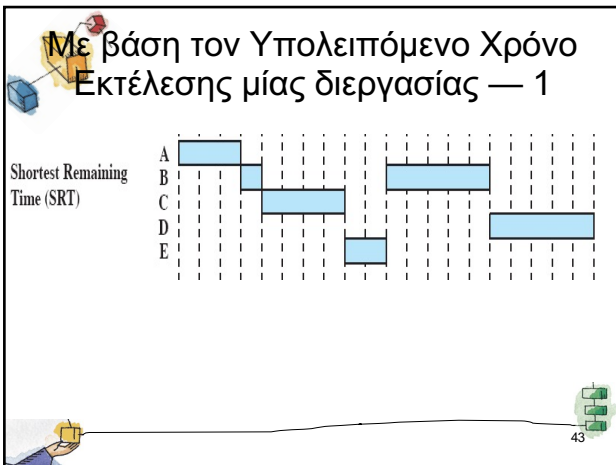 Με βάση τον Υπολειπόμενο Χρόνο
Εκτέλεσης μίας διεργασίας — 1
Shortest Remaining
Time (SRT)
A
B
C
D
E
43